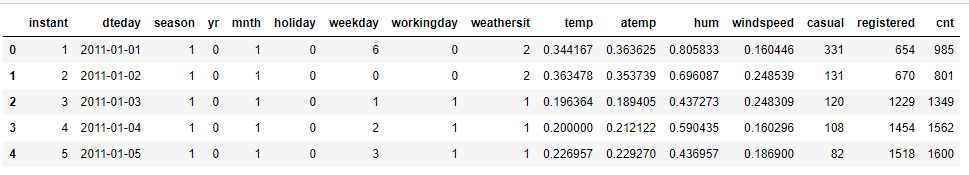 instant dteday season yr mnth holiday weekday workingday weathersit temp atemp hum windspeed casual registered cnt
0 1 2011-01-01 1 0 1 0 6 0 2 0.344167 0.363625 0.805833 0.160446 331 654 985
1 2 2011-01-02 1 0 1 0 0 0 2 0.363478 0.353739 0.696087 0.248539 131 670 801
2 3 2011-01-03 1 0 1 0 1 1 1 0.196364 0.189405 0.437273 0.248309 120 1229 1349
3 4 2011-01-04 1 0 1 0 2 1 1 0.200000 0.212122 0.590435 0.160296 108 1454 1562
4 5 2011-01-05 1 0 1 0 3 1 1 0.226957 0.229270 0.436957 0.186900 82 1518 1600